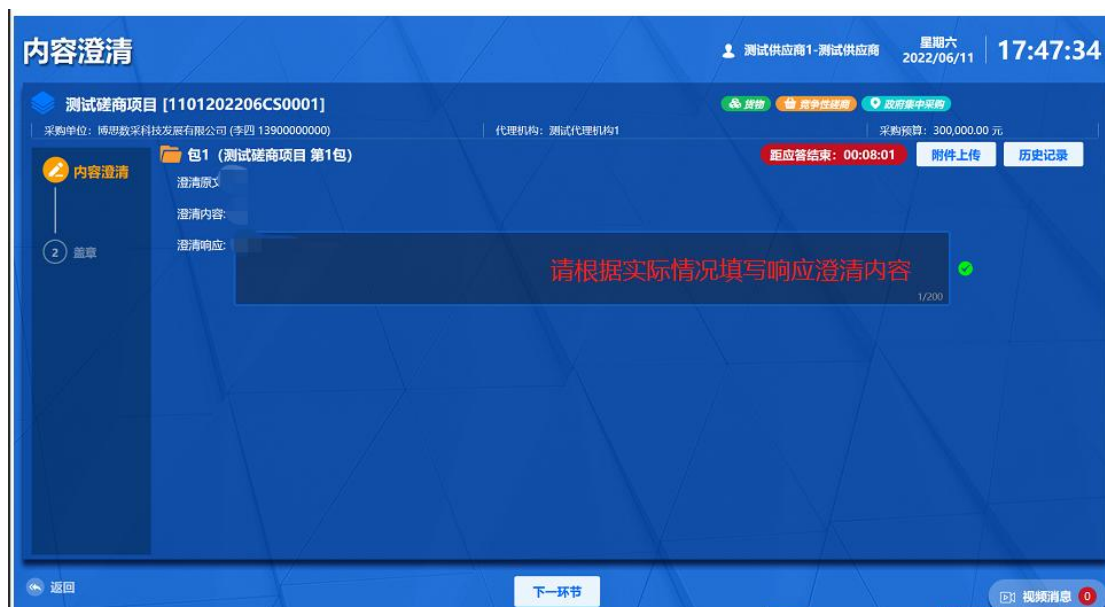 内容澄清
测试供应商1-测试供应商
星期六
2022/06/11
17:47:34
测试磋商项目 [1101202206CS0001]
货物
竞争性磋商
政府集中采购
采购单位：博思数采科技发展有限公司 (李四 13900000000)
代理机构：测试代理机构1
采购预算：300,000.00 元
内容澄清
2 盖章
包1（测试磋商项目 第1包）
距应答结束：00:08:01
附件上传
历史记录
澄清原
澄清内容:
澄清响应:
请根据实际情况填写响应澄清内容
1/200
返回
下一环节
视频消息 0